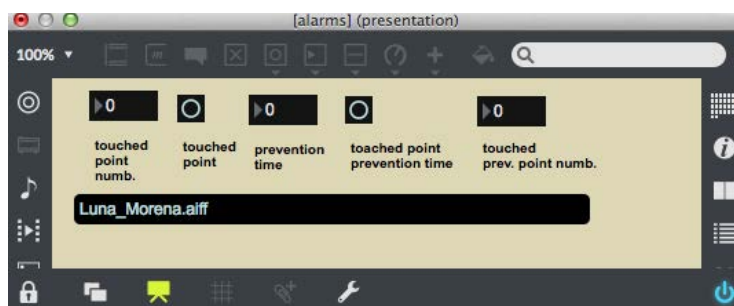 [alarms] (presentation)
100%
0
0
0
touched
point
numb.
touched
point
prevention
time
toached point
prevention time
touched
prev. point numb.
Luna_Morena.aiff